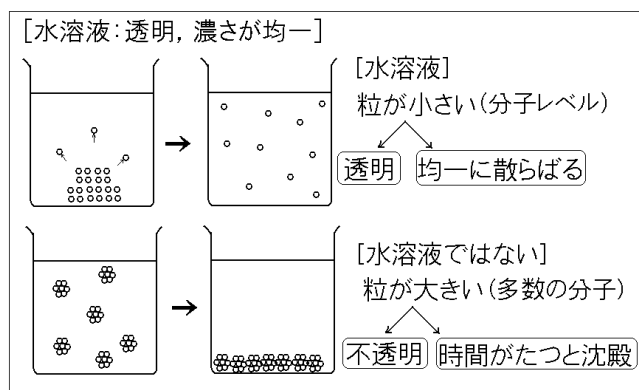 [水溶液:透明, 濃さが均一]
[水溶液]
粒が小さい(分子レベル)
透明
均一に散らばる
[水溶液ではない]
粒が大きい(多数の分子)
不透明
時間がたつと沈殿